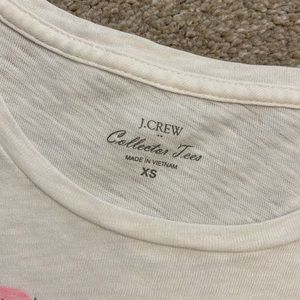 J.CREW
Collector Tees
MADE IN VIETNAM
XS